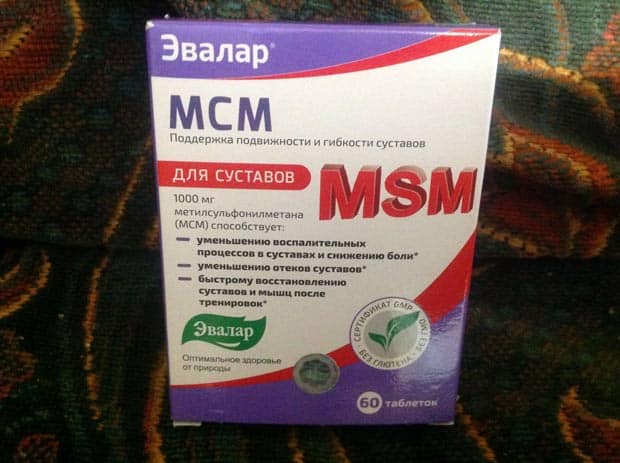 Эвалар®
МСМ
Поддержка подвижности и гибкости суставов
ДЛЯ СУСТАВОВ
MSM
1000 мг
метилсульфонилметана
(МСМ) способствует:
уменьшению воспалительных
процессов в суставах и снижению боли*
уменьшению отеков суставов*
быстрому восстановлению
суставов и мышц после
тренировок*
Эвалар
Оптимальное здоровье
от природы
СЕРТИФИКАТ GMP
БЕЗ ГЛЮТЕНА
БЕЗ ГМО
60 таблеток